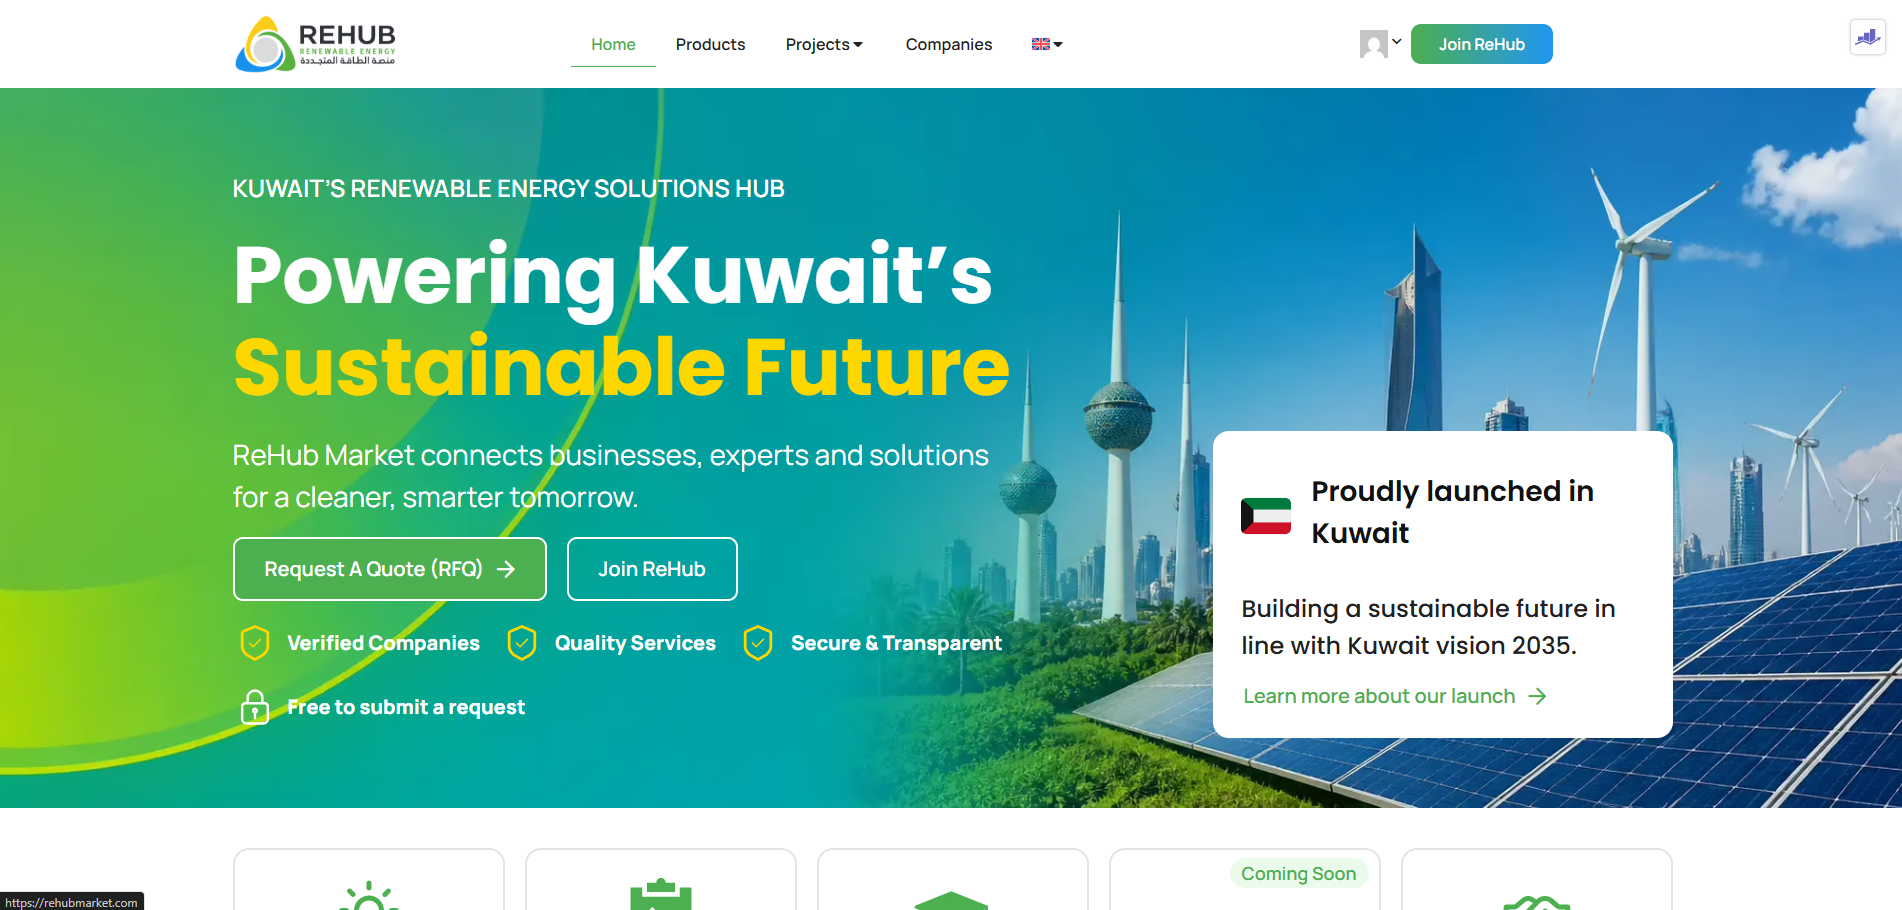 REHUB
RENEWABLE ENERGY
منصة الطاقة المتجددة
Home
Products
Projects
Companies
Join ReHub
KUWAIT'S RENEWABLE ENERGY SOLUTIONS HUB
Powering Kuwait’s
Sustainable Future
ReHub Market connects businesses, experts and solutions
for a cleaner, smarter tomorrow.
Request A Quote (RFQ)
Join ReHub
Verified Companies
Quality Services
Secure & Transparent
Free to submit a request
Proudly launched in
Kuwait
Building a sustainable future in
line with Kuwait vision 2035.
Learn more about our launch
Coming Soon
https://rehubmarket.com